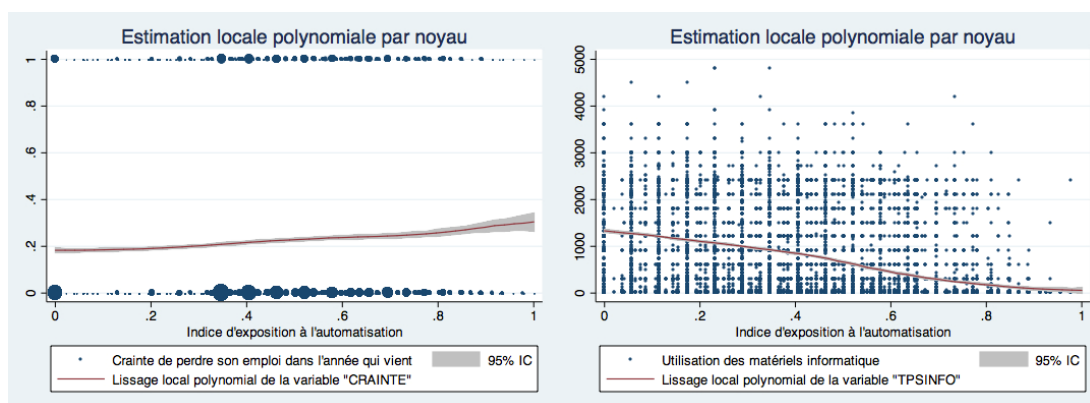 Estimation locale polynomiale par noyau
1
.8
.6
.4
.2
0
0
.2
.4
.6
.8
1
Indice d'exposition à l'automatisation
Crainte de perdre son emploi dans l'année qui vient
95% IC
Lissage local polynomial de la variable "CRAINTE"
Estimation locale polynomiale par noyau
5000
4000
3000
2000
1000
0
0
.2
.4
.6
.8
1
Indice d'exposition à l'automatisation
Utilisation des matériels informatique
95% IC
Lissage local polynomial de la variable "TPSINFO"